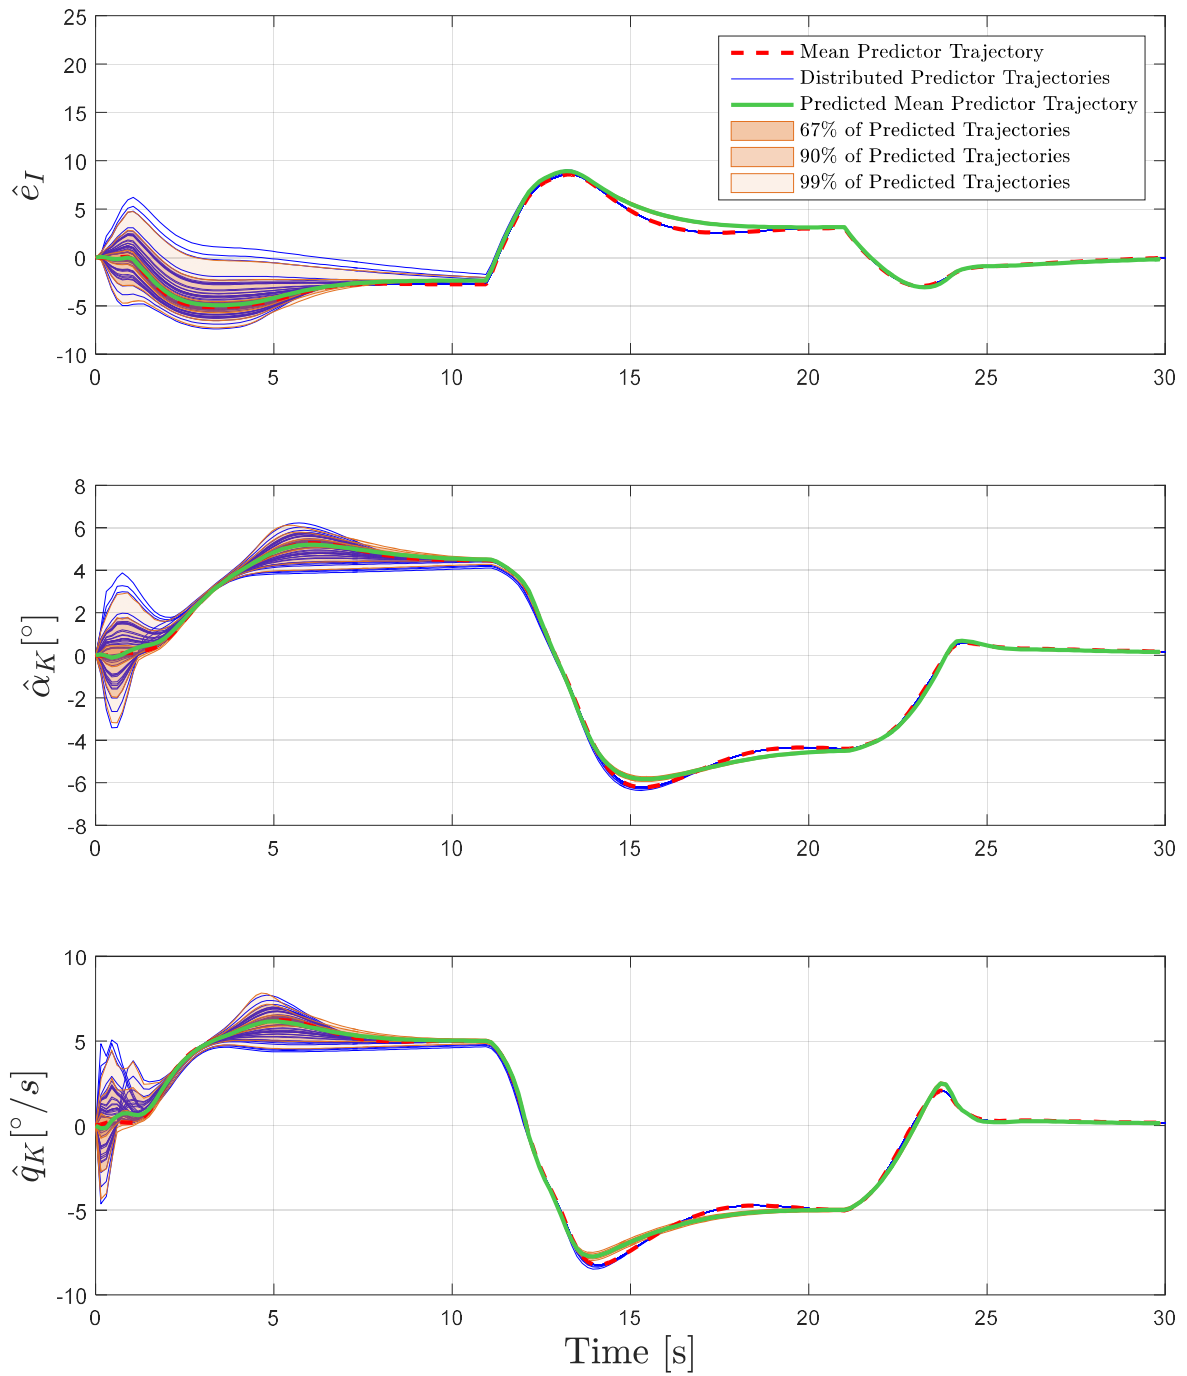 25
20
15
10
5
0
-5
-10
ê_I
Mean Predictor Trajectory
Distributed Predictor Trajectories
Predicted Mean Predictor Trajectory
67% of Predicted Trajectories
90% of Predicted Trajectories
99% of Predicted Trajectories
0 5 10 15 20 25 30
8
6
4
2
0
-2
-4
-6
-8
α̂_K[°]
0 5 10 15 20 25 30
10
5
0
-5
-10
q̂_K[°/s]
0 5 10 15 20 25 30
Time [s]